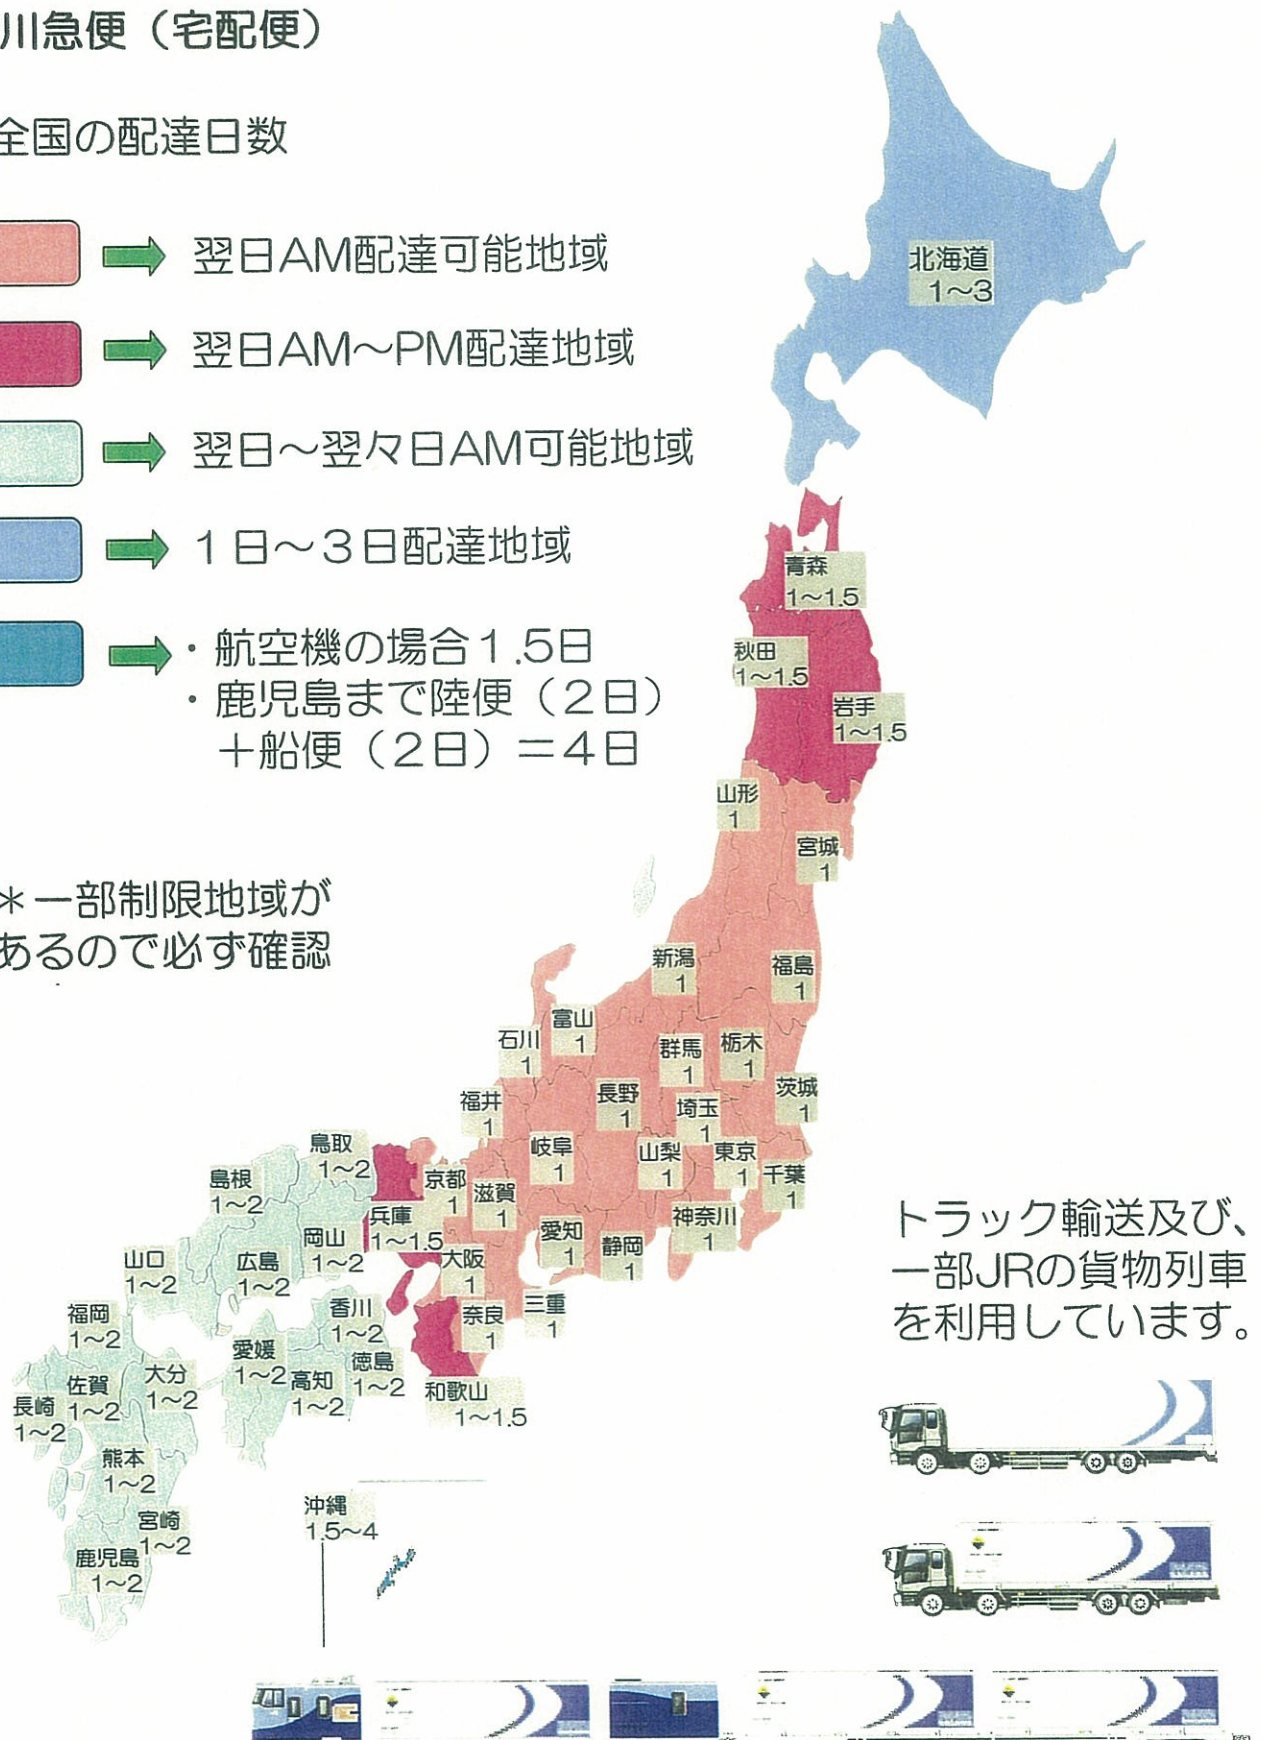 川急便（宅配便）
全国の配達日数
翌日AM配達可能地域
翌日AM～PM配達地域
翌日～翌々日AM可能地域
1日～3日配達地域
・航空機の場合1.5日
・鹿児島まで陸便（2日）
＋船便（2日）＝4日
＊一部制限地域が
あるので必ず確認
北海道
1～3
青森
1～1.5
秋田
1～1.5
岩手
1～1.5
山形
1
宮城
1
新潟
1
福島
1
富山
1
石川
1
群馬
1
栃木
1
長野
1
茨城
1
福井
1
埼玉
1
鳥取
1～2
岐阜
1
山梨
1
東京
1
千葉
1
島根
1～2
京都
1
滋賀
1
兵庫
1～1.5
神奈川
1
岡山
1～2
愛知
1
静岡
1
山口
1～2
広島
1～2
大阪
1
福岡
1～2
香川
1～2
奈良
1
三重
1
愛媛
1～2
徳島
1～2
高知
1～2
大分
1～2
佐賀
1～2
長崎
1～2
和歌山
1～1.5
熊本
1～2
宮崎
1～2
鹿児島
1～2
沖縄
1.5～4
トラック輸送及び、
一部JRの貨物列車
を利用しています。